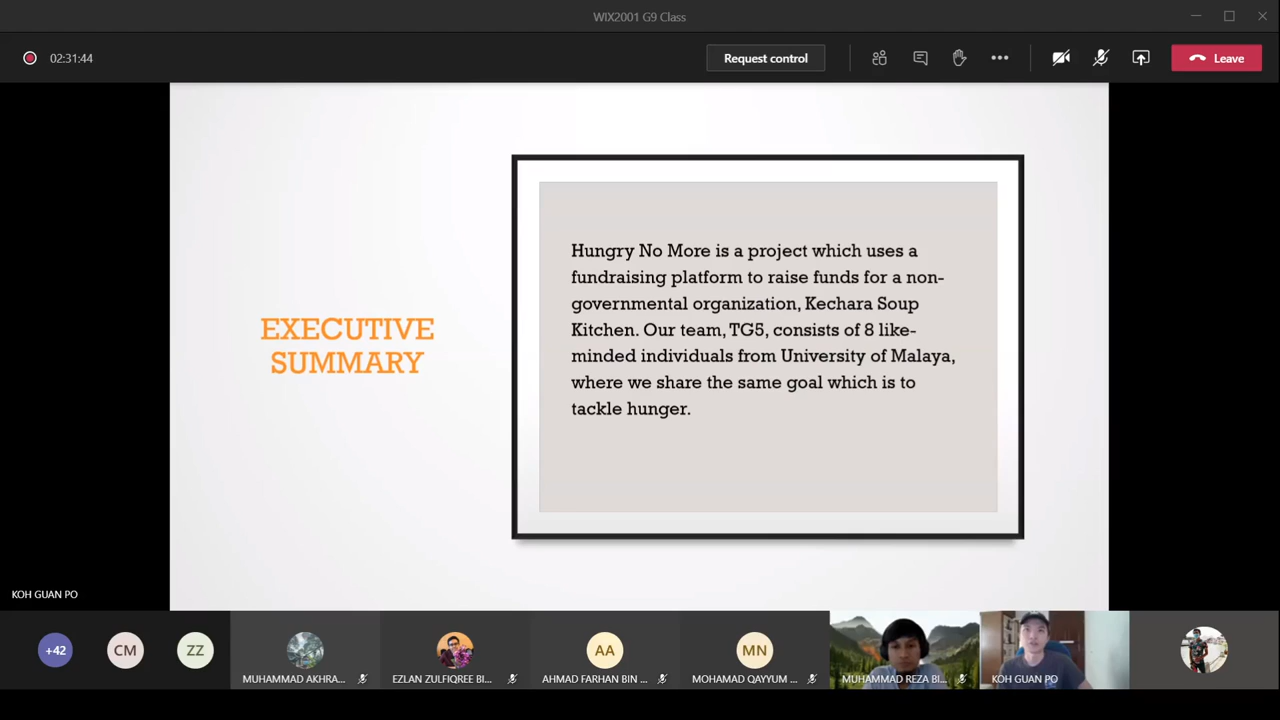 WIX2001 G9 Class
02:31:44
Request control
Leave
EXECUTIVE
SUMMARY
Hungry No More is a project which uses a
fundraising platform to raise funds for a non-
governmental organization, Kechara Soup
Kitchen. Our team, TG5, consists of 8 like-
minded individuals from University of Malaya,
where we share the same goal which is to
tackle hunger.
KOH GUAN PO
+42
CM
ZZ
MUHAMMAD AKHRA...
EZLAN ZULFIQREE BI...
AA
AHMAD FARHAN BIN ...
MN
MOHAMAD QAYYUM ...
MUHAMMAD REZA BI...
KOH GUAN PO